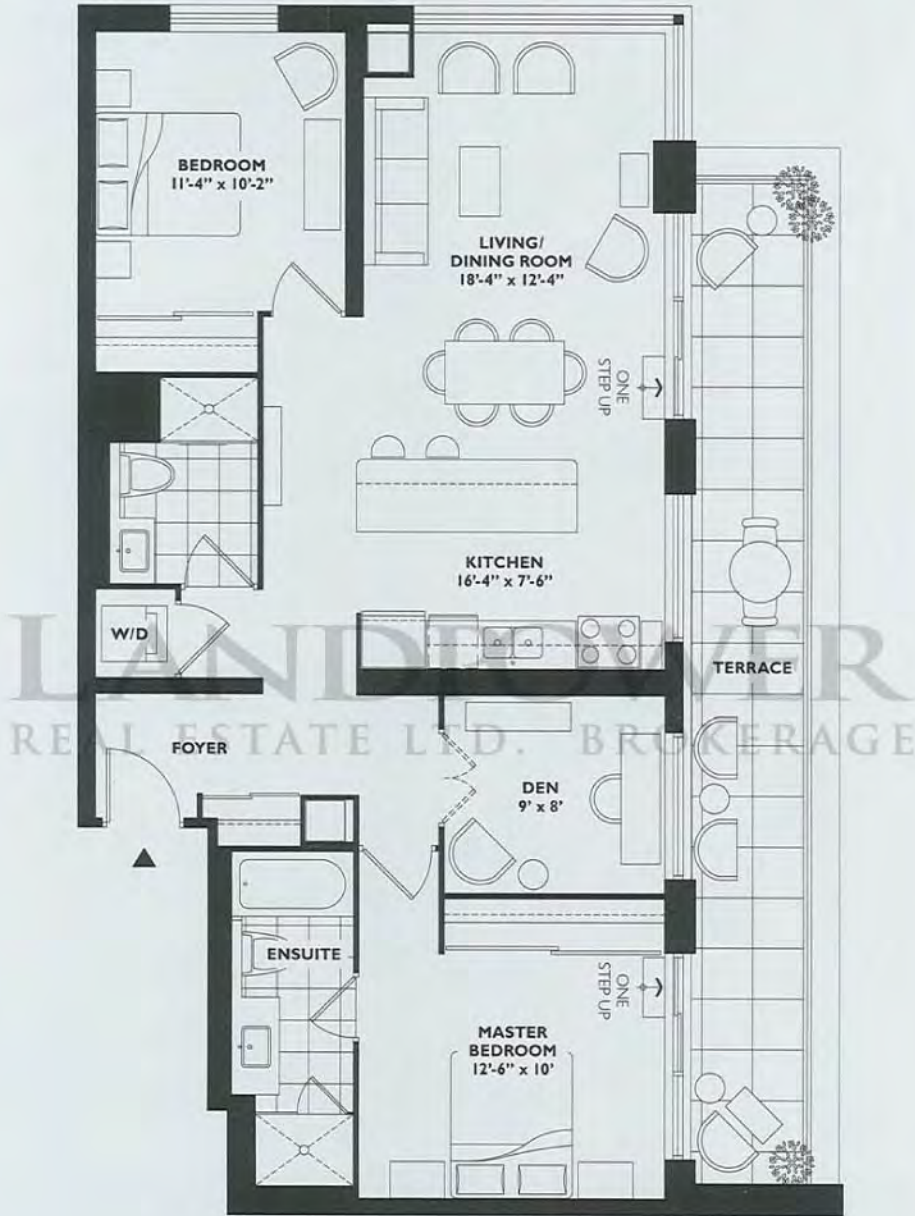 BEDROOM
11'-4" x 10'-2"
LIVING/
DINING ROOM
18'-4" x 12'-4"
ONE
STEP UP
KITCHEN
16'-4" x 7'-6"
W/D
TERRACE
LANDPOWER
REAL ESTATE LTD. BROKERAGE
FOYER
DEN
9' x 8'
ENSUITE
ONE
STEP UP
MASTER
BEDROOM
12'-6" x 10'